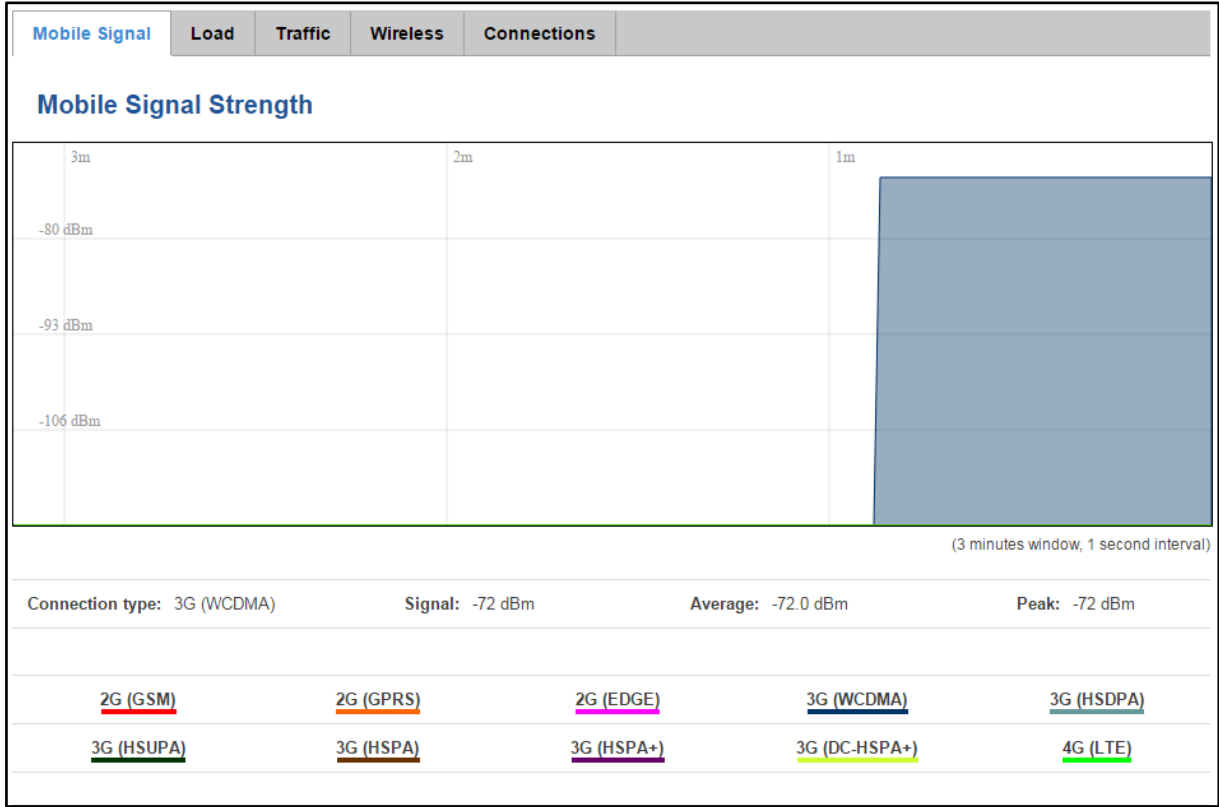 Mobile Signal Load Traffic Wireless Connections
Mobile Signal Strength
3m 2m 1m
-80 dBm
-93 dBm
-106 dBm
(3 minutes window, 1 second interval)
Connection type: 3G (WCDMA) Signal: -72 dBm Average: -72.0 dBm Peak: -72 dBm
2G (GSM) 2G (GPRS) 2G (EDGE) 3G (WCDMA) 3G (HSDPA)
3G (HSUPA) 3G (HSPA) 3G (HSPA+) 3G (DC-HSPA+) 4G (LTE)